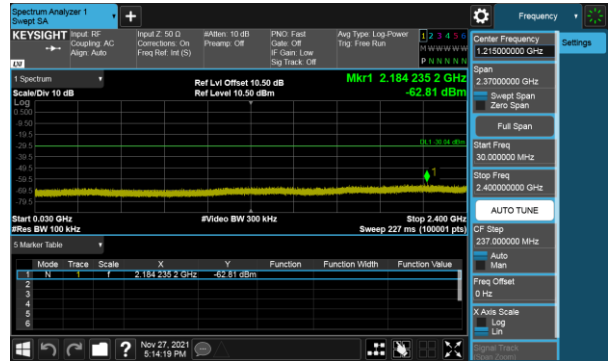 Spectrum Analyzer 1
Swept SA
+
Frequency
KEYSIGHT
Input: RF
Coupling: AC
Align: Auto
Input Z: 50 Ω
Corrections: On
Freq Ref: Int (S)
#Atten: 10 dB
Preamp: Off
PNO: Fast
Gate: Off
IF Gain: Low
Sig Track: Off
Avg Type: Log-Power
Trig: Free Run
1 2 3 4 5 6
M W W W W W
P N N N N N
LXI
Center Frequency
1.215000000 GHz
Settings
Span
2.37000000 GHz
Swept Span
Zero Span
Full Span
Start Freq
30.000000 MHz
Stop Freq
2.400000000 GHz
AUTO TUNE
CF Step
237.000000 MHz
Auto
Man
Freq Offset
0 Hz
X Axis Scale
Log
Lin
Signal Track
(Span Zoom)
1 Spectrum
Scale/Div 10 dB
Ref Lvl Offset 10.50 dB
Ref Level 10.50 dBm
Mkr1 2.184 235 2 GHz
-62.81 dBm
Log
0.500
-9.50
-19.5
-29.5
-39.5
-49.5
-59.5
-69.5
-79.5
DL1 -30.04 dBm
1
Start 0.030 GHz
#Res BW 100 kHz
#Video BW 300 kHz
Stop 2.400 GHz
Sweep 227 ms (100001 pts)
5 Marker Table
Mode Trace Scale X Y Function Function Width Function Value
1 N 1 f 2.184 235 2 GHz -62.81 dBm
2
3
4
5
6
?
Nov 27, 2021
5:14:19 PM